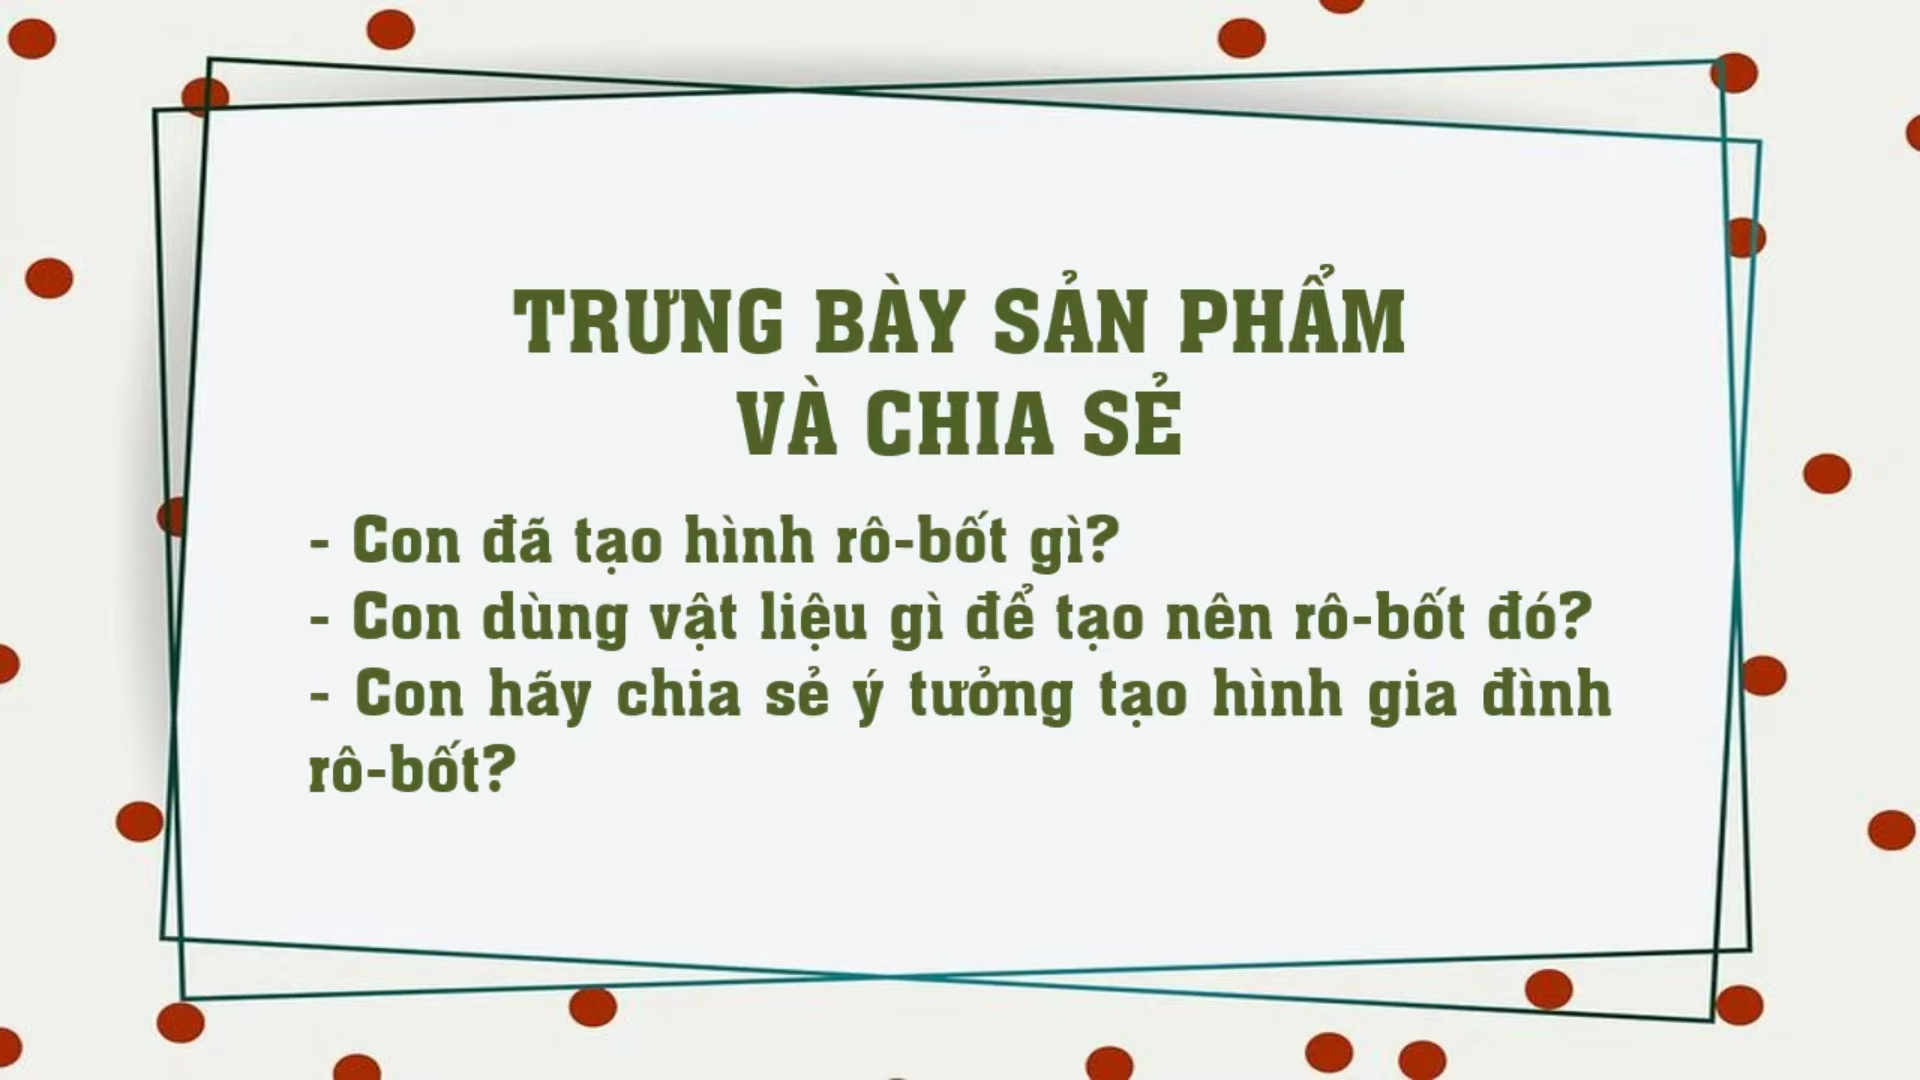 TRƯNG BÀY SẢN PHẨM
VÀ CHIA SẺ
- Con đã tạo hình rô-bốt gì?
- Con dùng vật liệu gì để tạo nên rô-bốt đó?
- Con hãy chia sẻ ý tưởng tạo hình gia đình
rô-bốt?